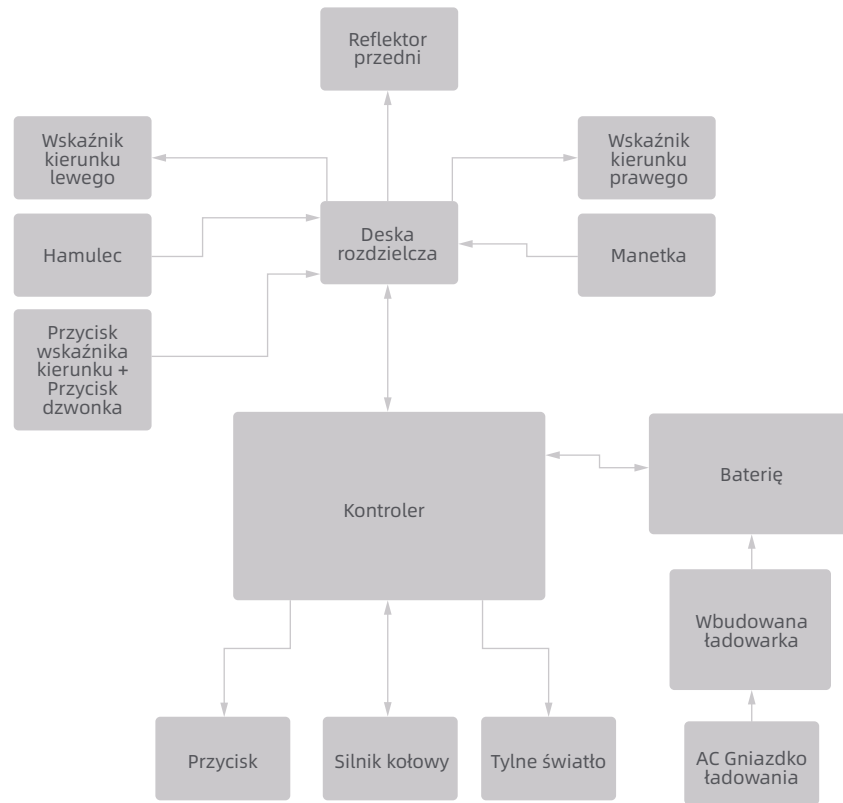 Reflektor
przedni
Wskaźnik
kierunku
lewego
Wskaźnik
kierunku
prawego
Hamulec
Deska
rozdzielcza
Manetka
Przycisk
wskaźnika
kierunku +
Przycisk
dzwonka
Kontroler
Baterię
Wbudowana
ładowarka
Przycisk
Silnik kołowy
Tylne światło
AC Gniazdko
ładowania